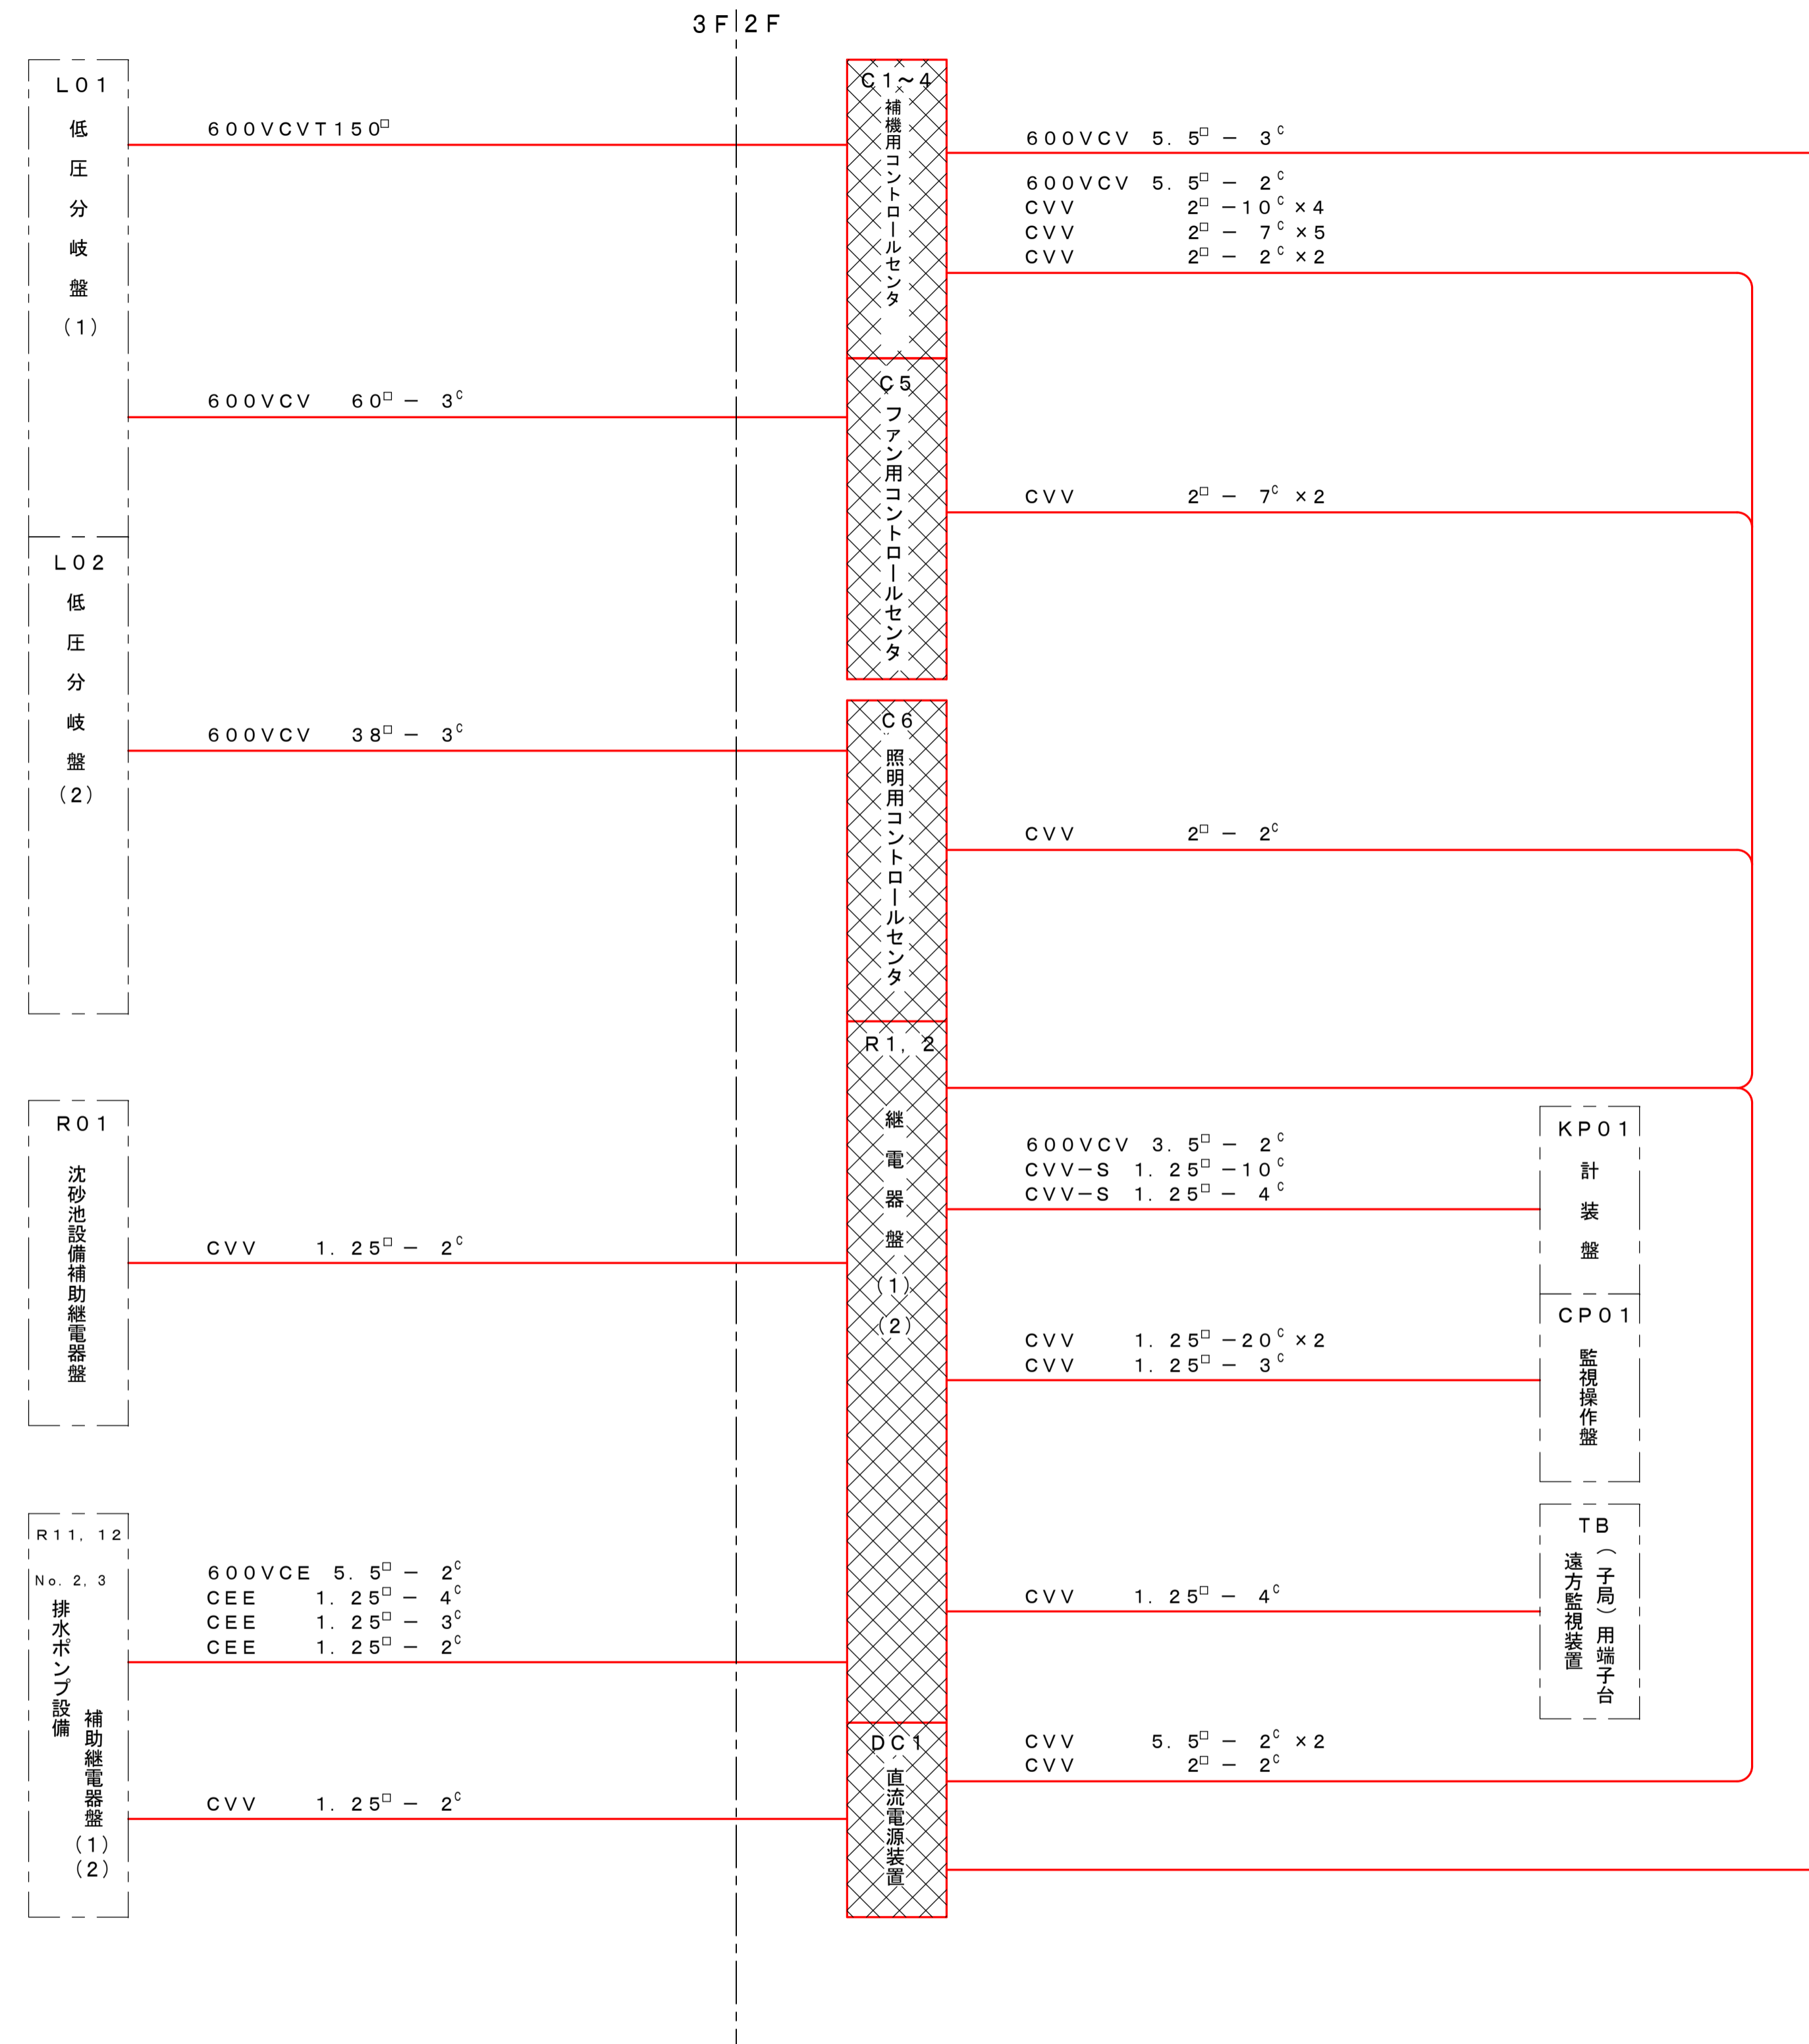 3F 2F
L01
低圧分岐盤
(1)
600VCVT150□
600VCV 60□－ 3C
L02
低圧分岐盤
(2)
600VCV 38□－ 3C
R01
沈砂池設備補助継電器盤
CVV 1.25□－ 2C
R11,12
No.2,3
排水ポンプ設備
補助継電器盤
(1)
(2)
600VCE 5.5□－ 2C
CEE 1.25□－ 4C
CEE 1.25□－ 3C
CEE 1.25□－ 2C
CVV 1.25□－ 2C
C1～4
補機用コントロールセンタ
C5
ファン用コントロールセンタ
C6
照明用コントロールセンタ
R1,2
継電器盤
(1)
(2)
DC1
直流電源装置
600VCV 5.5□－ 3C
600VCV 5.5□－ 2C
CVV 2□－10C×4
CVV 2□－ 7C×5
CVV 2□－ 2C×2
CVV 2□－ 7C×2
CVV 2□－ 2C
600VCV 3.5□－ 2C
CVV－S 1.25□－10C
CVV－S 1.25□－ 4C
KP01
計装盤
CVV 1.25□－20C×2
CVV 1.25□－ 3C
CP01
監視操作盤
CVV 1.25□－ 4C
TB
遠方監視装置
(子局)用端子台
CVV 5.5□－ 2C×2
CVV 2□－ 2C